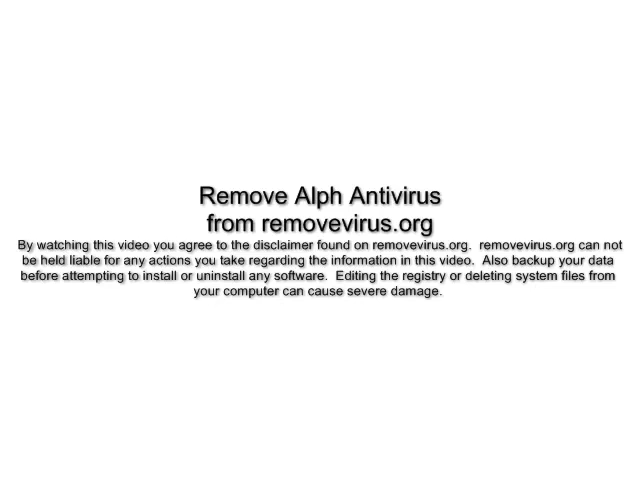 Remove Alph Antivirus
from removevirus.org
By watching this video you agree to the disclaimer found on removevirus.org.  removevirus.org can not
be held liable for any actions you take regarding the information in this video.  Also backup your data
before attempting to install or uninstall any software.  Editing the registry or deleting system files from
your computer can cause severe damage.